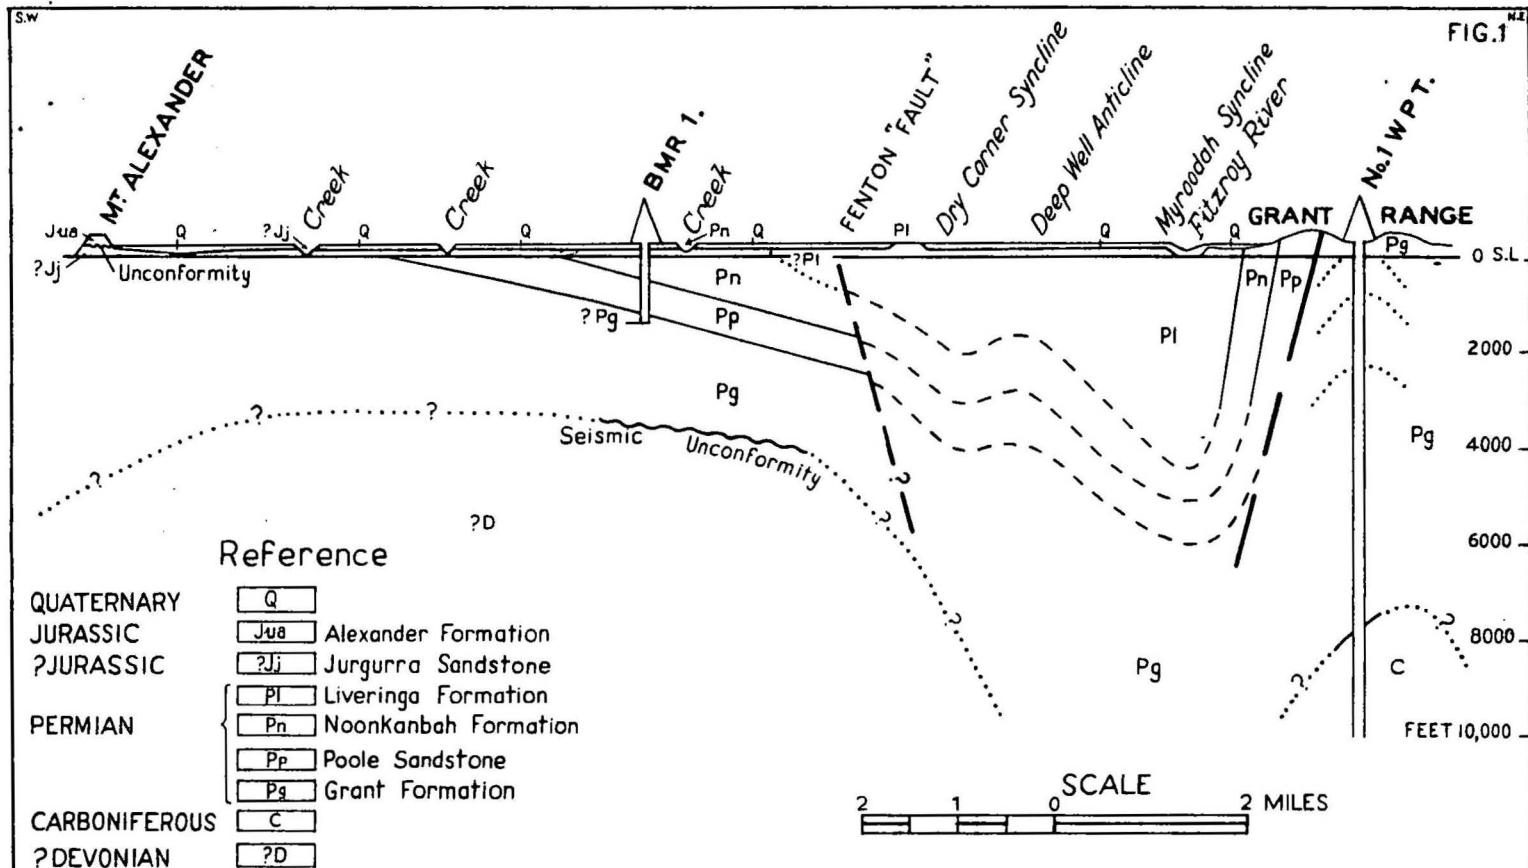 S.W
N.E
FIG.1
MT ALEXANDER
Creek
Creek
BMR 1.
Creek
FENTON "FAULT"
Dry Corner Syncline
Deep Well Anticline
Myroodah Syncline
Fitzroy River
GRANT RANGE
No.1 W P T.
Jua
Q
?Jj
Q
Q
Pn
Q
Pl
Q
Q
Pg
?Jj
Unconformity
?Pl
Pn
Pn
Pp
0 S.L
?Pg
Pp
Pl
2000
Pg
Pg
4000
?
?
?
Seismic Unconformity
?
?
?
?D
6000
?
Pg
?
?
C
8000
FEET 10,000
Reference
QUATERNARY Q
JURASSIC Jua Alexander Formation
?JURASSIC ?Jj Jurgurra Sandstone
PERMIAN
Pl Liveringa Formation
Pn Noonkanbah Formation
Pp Poole Sandstone
Pg Grant Formation
CARBONIFEROUS C
?DEVONIAN ?D
SCALE
2 1 0 2 MILES